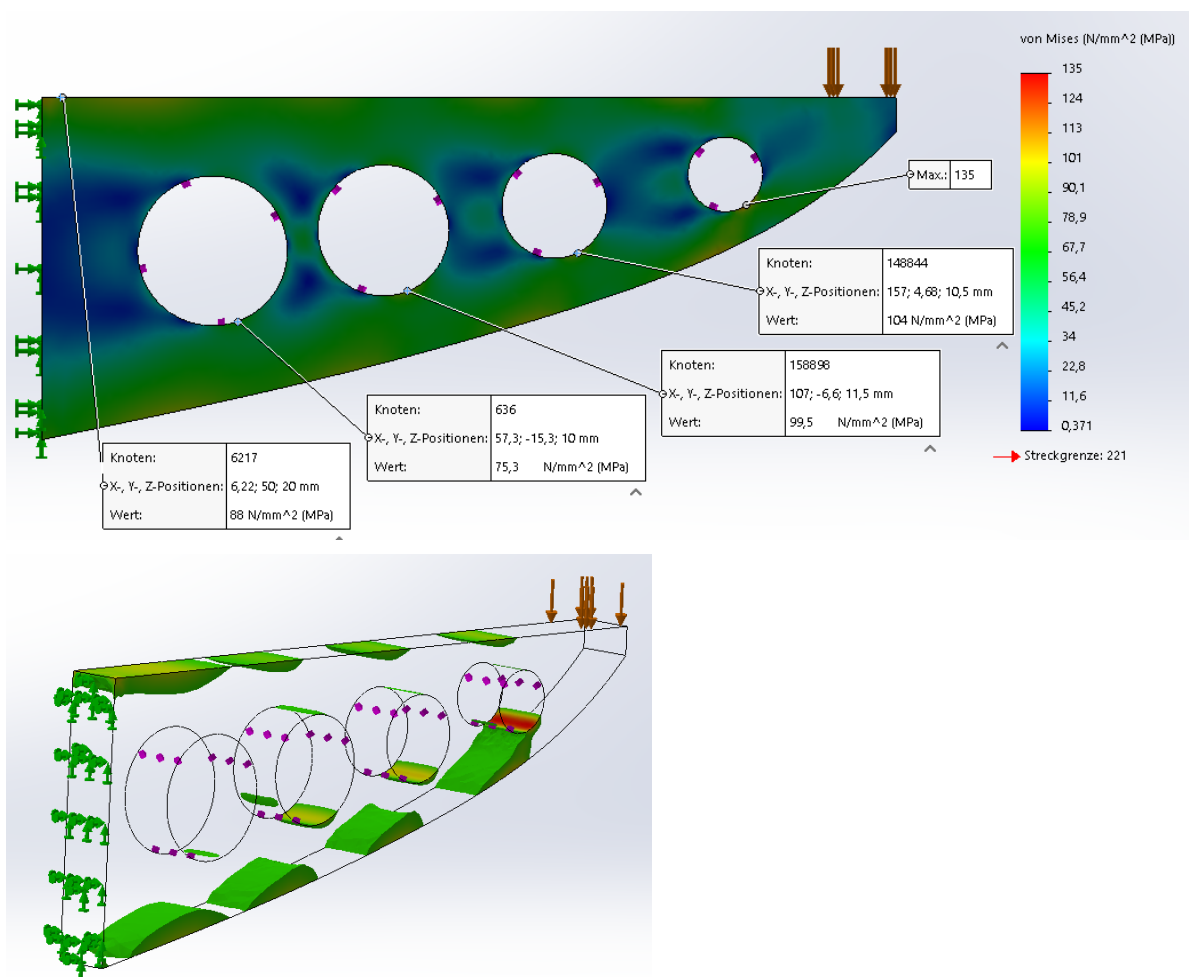 von Mises (N/mm^2 (MPa))
135
124
113
101
90,1
78,9
67,7
56,4
45,2
34
22,8
11,6
0,371
Streckgrenze: 221
Max.: 135
Knoten: 148844
X-, Y-, Z-Positionen: 157; 4,68; 10,5 mm
Wert: 104 N/mm^2 (MPa)
Knoten: 158898
X-, Y-, Z-Positionen: 107; -6,6; 11,5 mm
Wert: 99,5 N/mm^2 (MPa)
Knoten: 636
X-, Y-, Z-Positionen: 57,3; -15,3; 10 mm
Wert: 75,3 N/mm^2 (MPa)
Knoten: 6217
X-, Y-, Z-Positionen: 6,22; 50; 20 mm
Wert: 88 N/mm^2 (MPa)